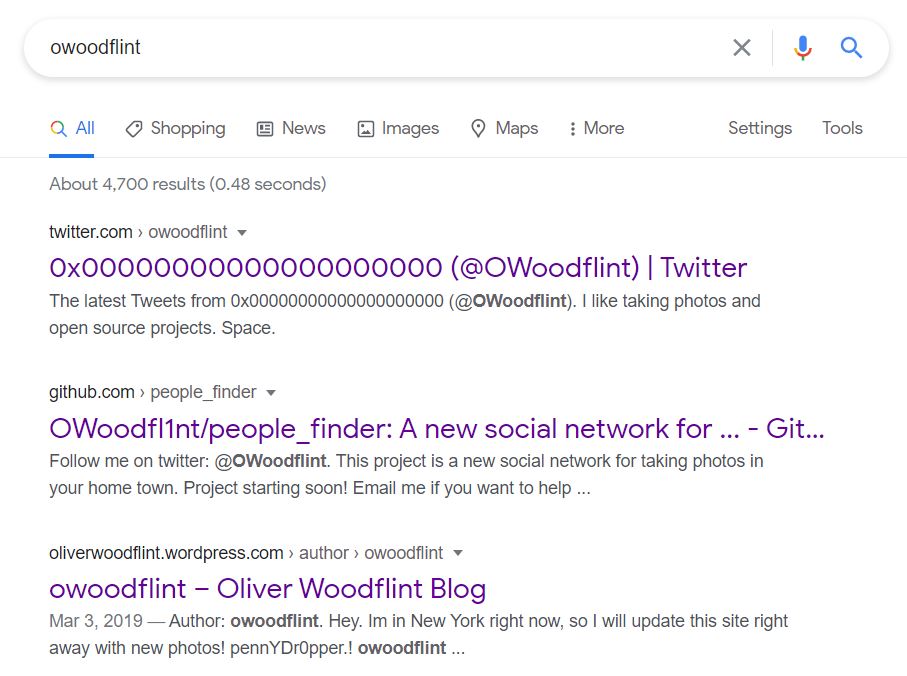 owoodflint
All Shopping News Images Maps More Settings Tools
About 4,700 results (0.48 seconds)
twitter.com › owoodflint
0x00000000000000000000 (@OWoodflint) | Twitter
The latest Tweets from 0x00000000000000000000 (@OWoodflint). I like taking photos and
open source projects. Space.
github.com › people_finder
OWoodfl1nt/people_finder: A new social network for ... - Git...
Follow me on twitter: @OWoodflint. This project is a new social network for taking photos in
your home town. Project starting soon! Email me if you want to help ...
oliverwoodflint.wordpress.com › author › owoodflint
owoodflint – Oliver Woodflint Blog
Mar 3, 2019 — Author: owoodflint. Hey. Im in New York right now, so I will update this site right
away with new photos! pennYDr0pper.! owoodflint ...